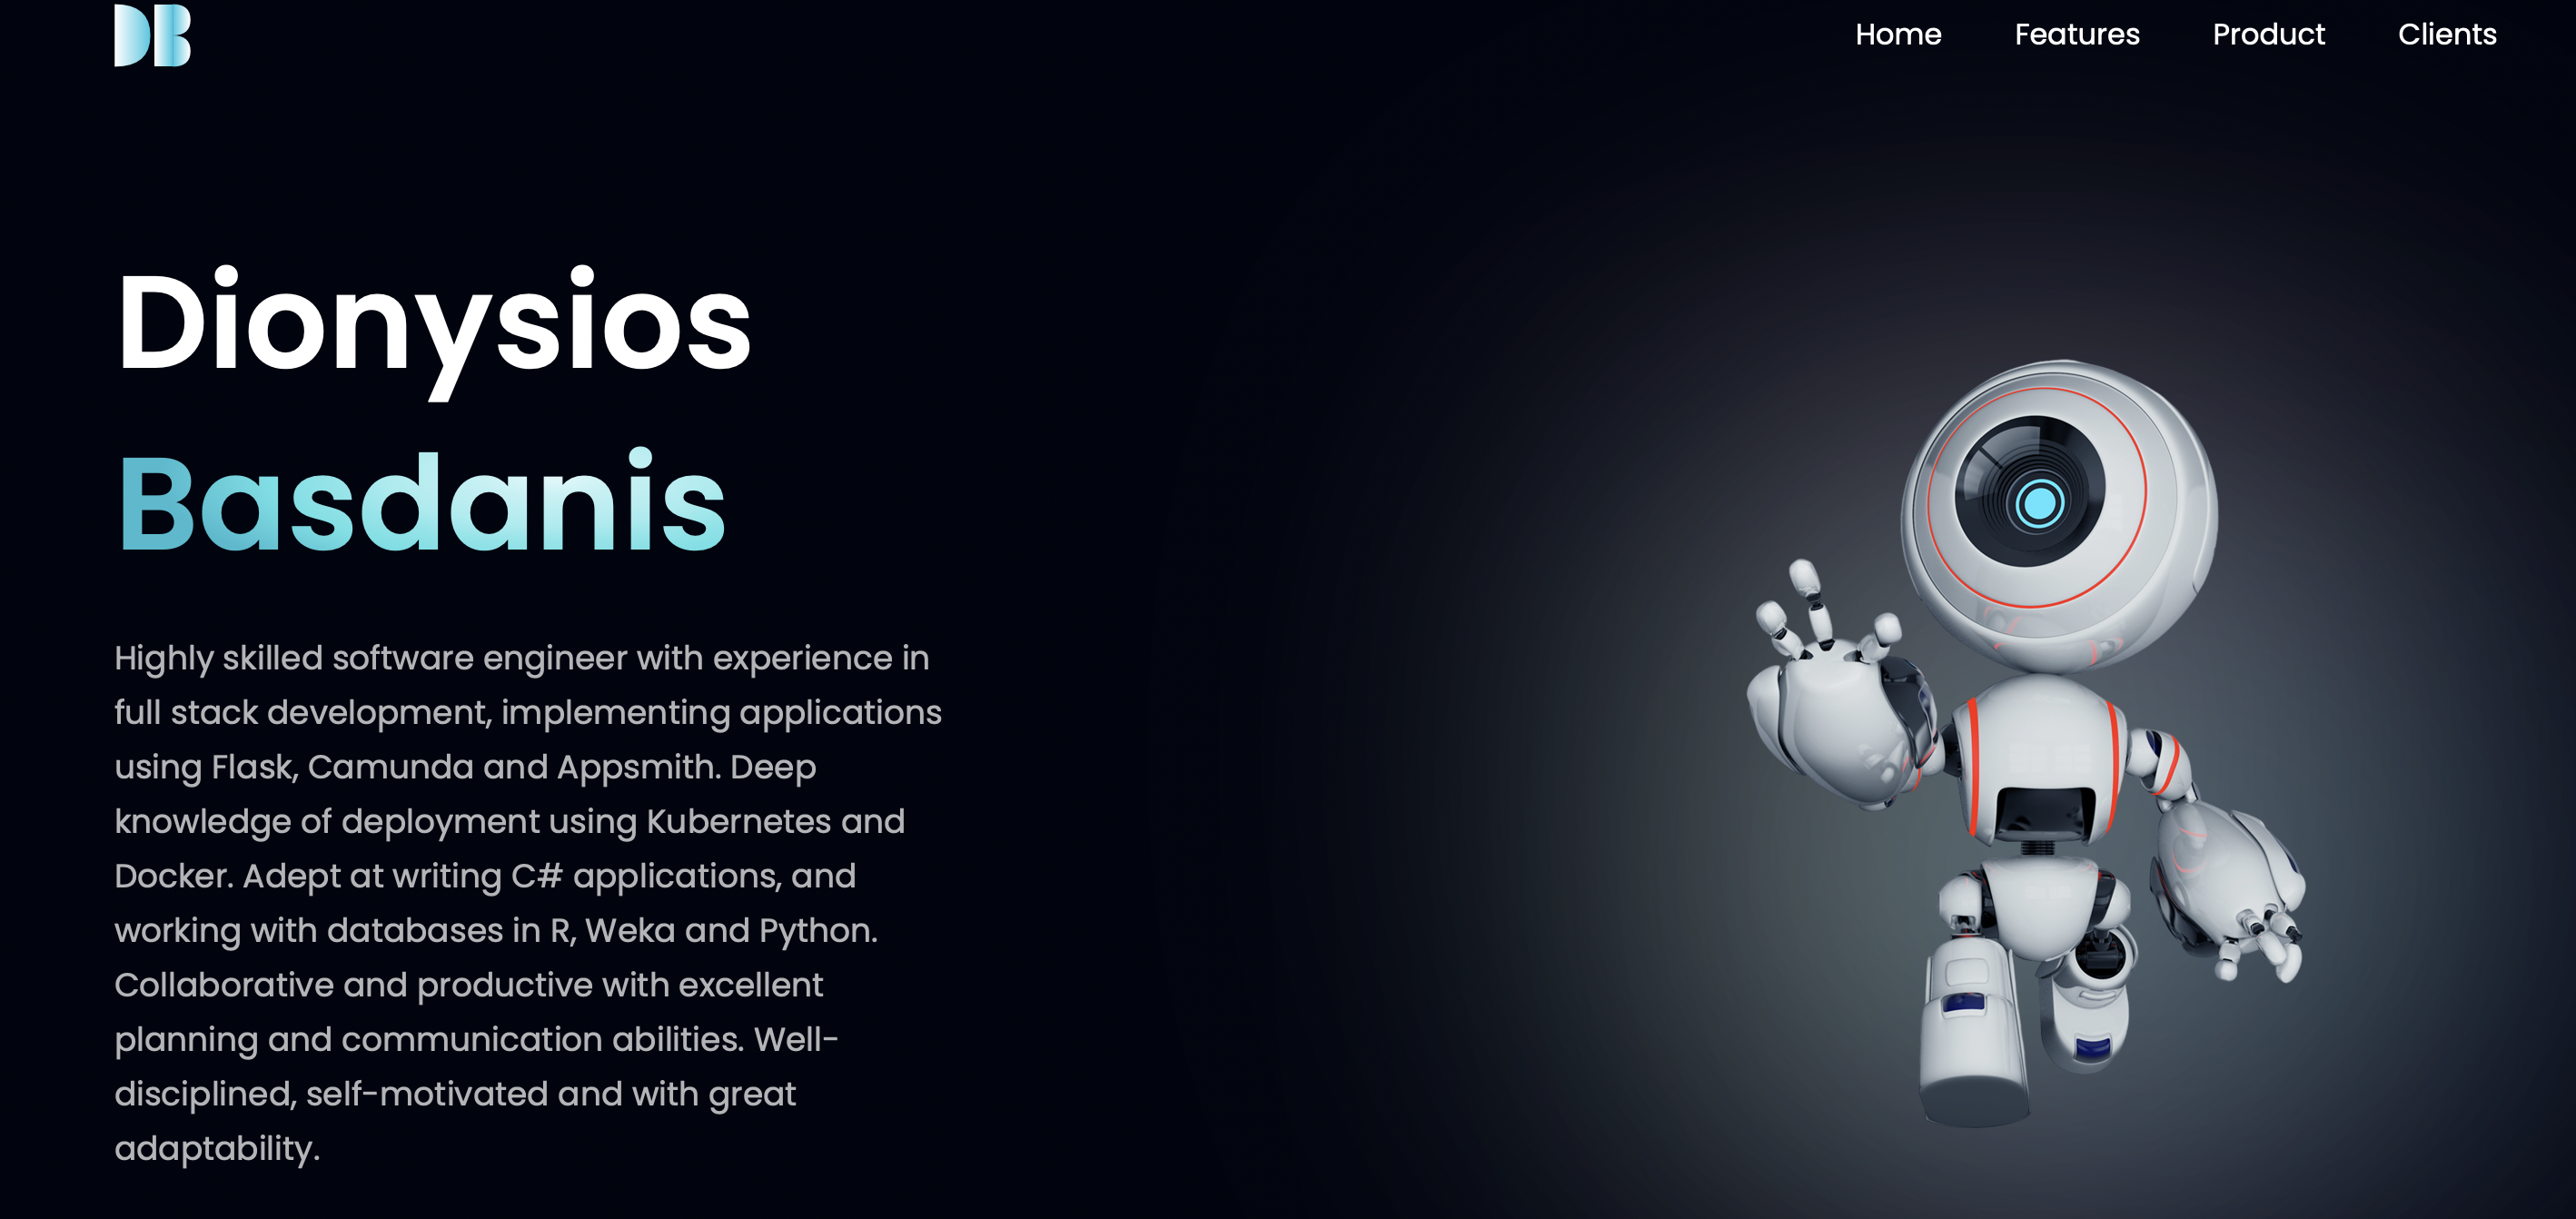 DB
Home Features Product Clients
Dionysios
Basdanis
Highly skilled software engineer with experience in
full stack development, implementing applications
using Flask, Camunda and Appsmith. Deep
knowledge of deployment using Kubernetes and
Docker. Adept at writing C# applications, and
working with databases in R, Weka and Python.
Collaborative and productive with excellent
planning and communication abilities. Well-
disciplined, self-motivated and with great
adaptability.